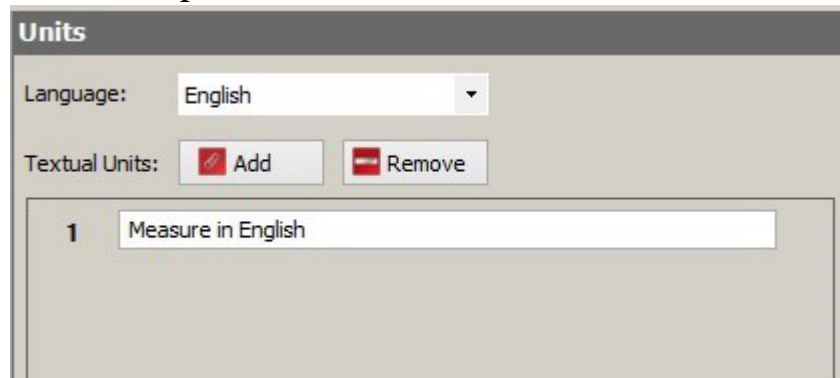 Units
Language: English
Textual Units: Add Remove
1 Measure in English